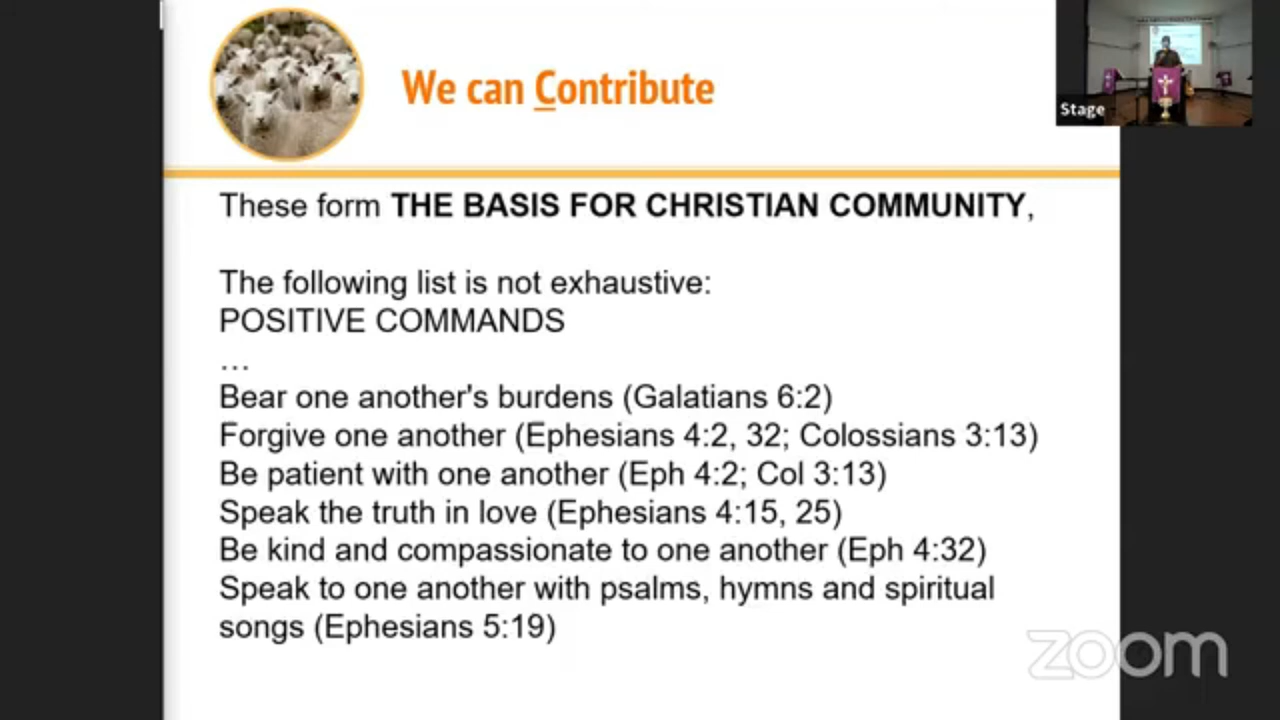 We can Contribute
Stage
These form THE BASIS FOR CHRISTIAN COMMUNITY,
The following list is not exhaustive:
POSITIVE COMMANDS
…
Bear one another's burdens (Galatians 6:2)
Forgive one another (Ephesians 4:2, 32; Colossians 3:13)
Be patient with one another (Eph 4:2; Col 3:13)
Speak the truth in love (Ephesians 4:15, 25)
Be kind and compassionate to one another (Eph 4:32)
Speak to one another with psalms, hymns and spiritual
songs (Ephesians 5:19)
zoom